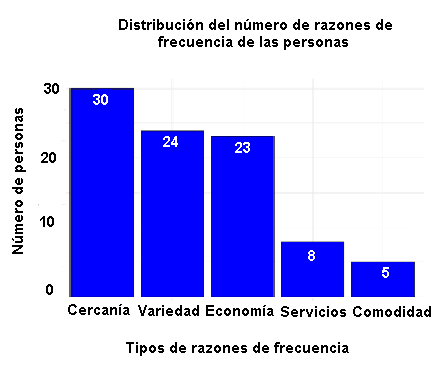 Distribución del número de razones de
frecuencia de las personas
Número de personas
30
20
10
0
30
24
23
8
5
Cercanía Variedad Economía Servicios Comodidad
Tipos de razones de frecuencia